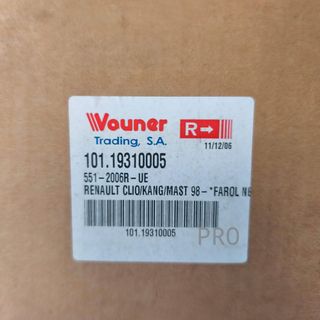 Vouner
Trading, S.A.
R
11/12/06
101.19310005
551-2006R-UE
RENAULT CLIO/KANG/MAST 98- "FAROL
101.19310005
PRO